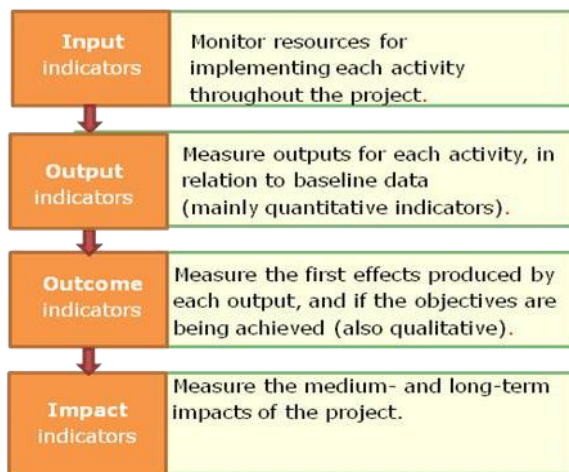 Input
indicators
Monitor resources for
implementing each activity
throughout the project.
Output
indicators
Measure outputs for each activity, in
relation to baseline data
(mainly quantitative indicators).
Outcome
indicators
Measure the first effects produced by
each output, and if the objectives are
being achieved (also qualitative).
Impact
indicators
Measure the medium- and long-term
impacts of the project.